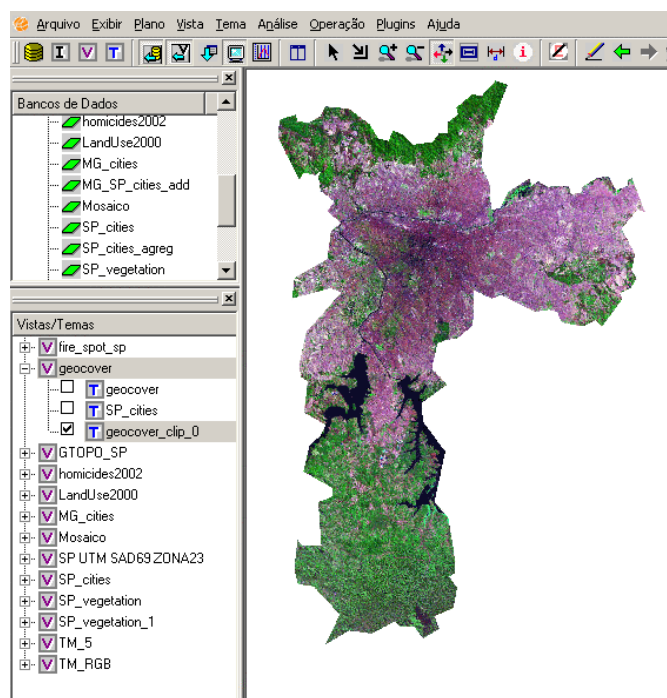 Arquivo Exibir Plano Vista Tema Análise Operação Plugins Ajuda
I V T
Bancos de Dados
homicides2002
LandUse2000
MG_cities
MG_SP_cities_add
Mosaico
SP_cities
SP_cities_agreg
SP_vegetation
Vistas/Temas
V fire_spot_sp
V geocover
T geocover
T SP_cities
T geocover_clip_0
V GTOPO_SP
V homicides2002
V LandUse2000
V MG_cities
V Mosaico
V SP UTM SAD69 ZONA23
V SP_cities
V SP_vegetation
V SP_vegetation_1
V TM_5
V TM_RGB